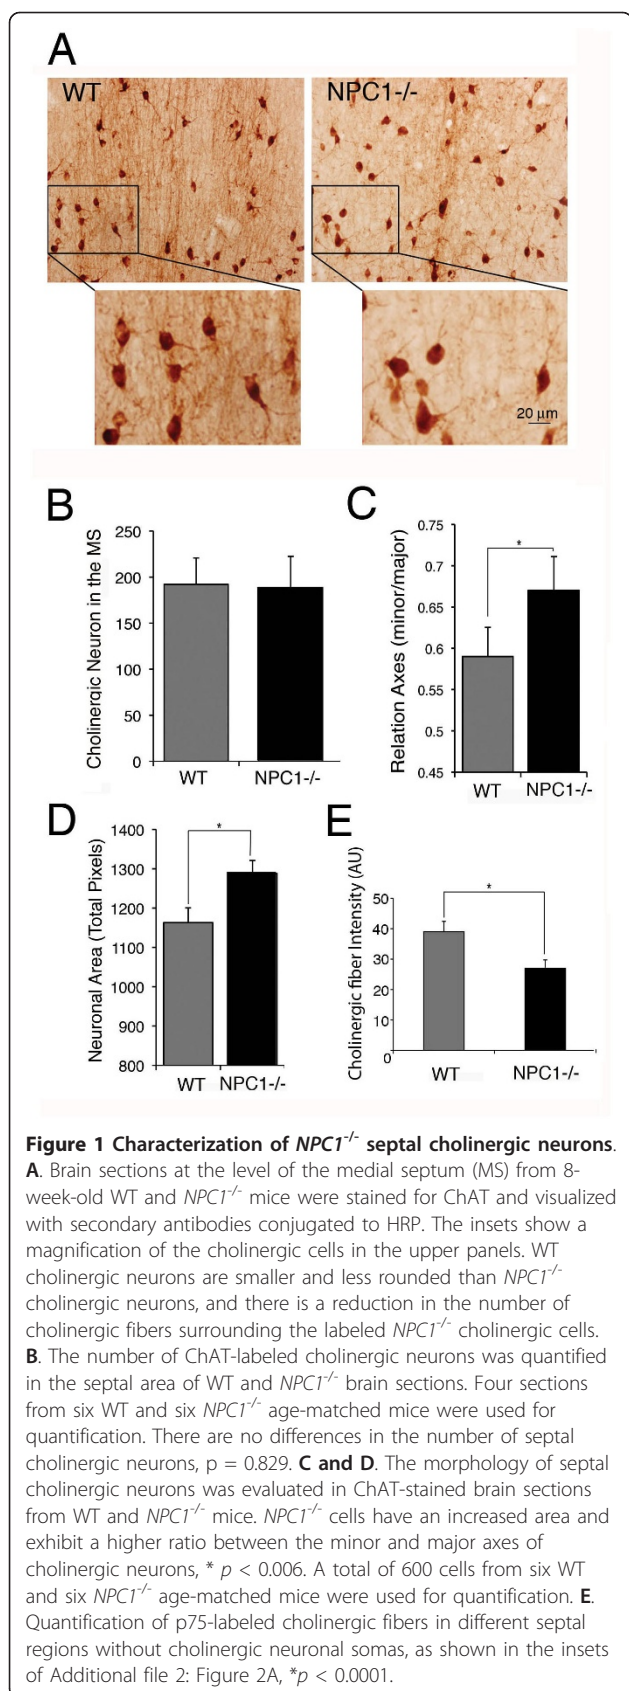 A
WT
NPC1-/-
20 µm
B
Cholinergic Neuron in the MS
250
200
150
100
50
0
WT
NPC1-/-
C
Relation Axes (minor/major)
0.75
0.7
0.65
0.6
0.55
0.5
0.45
*
WT
NPC1-/-
D
Neuronal Area (Total Pixels)
1400
1300
1200
1100
1000
900
800
*
WT
NPC1-/-
E
Cholinergic fiber Intensity (AU)
50
40
30
20
10
0
*
WT
NPC1-/-
Figure 1 Characterization of NPC1-/- septal cholinergic neurons.
A. Brain sections at the level of the medial septum (MS) from 8-
week-old WT and NPC1-/- mice were stained for ChAT and visualized
with secondary antibodies conjugated to HRP. The insets show a
magnification of the cholinergic cells in the upper panels. WT
cholinergic neurons are smaller and less rounded than NPC1-/-
cholinergic neurons, and there is a reduction in the number of
cholinergic fibers surrounding the labeled NPC1-/- cholinergic cells.
B. The number of ChAT-labeled cholinergic neurons was quantified
in the septal area of WT and NPC1-/- brain sections. Four sections
from six WT and six NPC1-/- age-matched mice were used for
quantification. There are no differences in the number of septal
cholinergic neurons, p = 0.829. C and D. The morphology of septal
cholinergic neurons was evaluated in ChAT-stained brain sections
from WT and NPC1-/- mice. NPC1-/- cells have an increased area and
exhibit a higher ratio between the minor and major axes of
cholinergic neurons, * p < 0.006. A total of 600 cells from six WT
and six NPC1-/- age-matched mice were used for quantification. E.
Quantification of p75-labeled cholinergic fibers in different septal
regions without cholinergic neuronal somas, as shown in the insets
of Additional file 2: Figure 2A, *p < 0.0001.